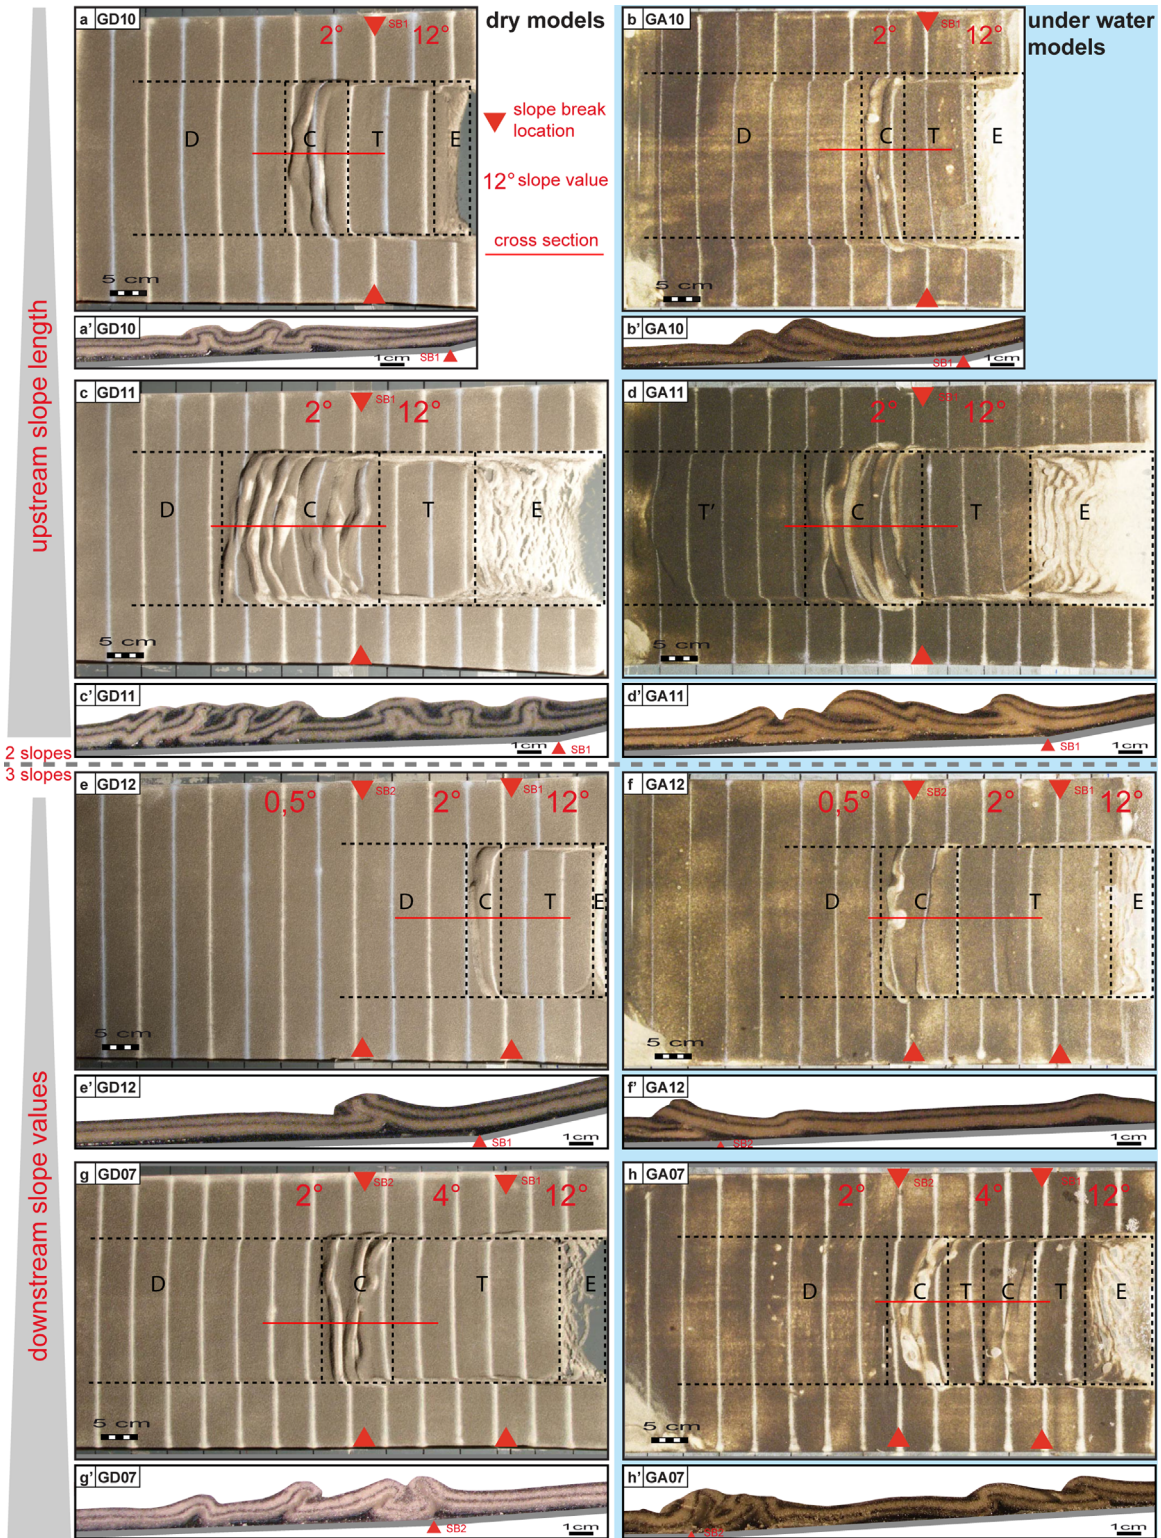 a GD10
2°
SB1
12°
dry models
b GA10
2°
SB1
12°
under water
models
slope break
location
12° slope value
cross section
D
C
T
E
D
C
T
E
5 cm
5 cm
a' GD10
1cm
SB1
b' GA10
1cm
SB1
upstream slope length
c GD11
2°
SB1
12°
d GA11
2°
SB1
12°
D
C
T
E
T'
C
T
E
5 cm
5 cm
c' GD11
1cm
SB1
d' GA11
1cm
SB1
2 slopes
3 slopes
e GD12
0,5°
SB2
2°
SB1
12°
f GA12
0,5°
SB2
2°
SB1
12°
D
C
T
E
D
C
T
E
5 cm
5 cm
e' GD12
SB1
1cm
f' GA12
SB2
1cm
downstream slope values
g GD07
2°
SB2
4°
SB1
12°
h GA07
2°
SB2
4°
SB1
12°
D
C
T
E
D
C
T
C
T
E
5 cm
5 cm
g' GD07
SB2
1cm
h' GA07
SB2
1cm